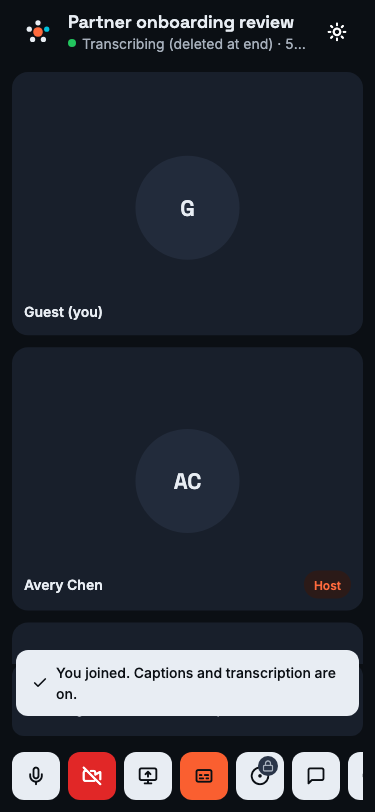 Partner onboarding review
Transcribing (deleted at end) · 5...
G
Guest (you)
AC
Avery Chen
Host
You joined. Captions and transcription are
on.